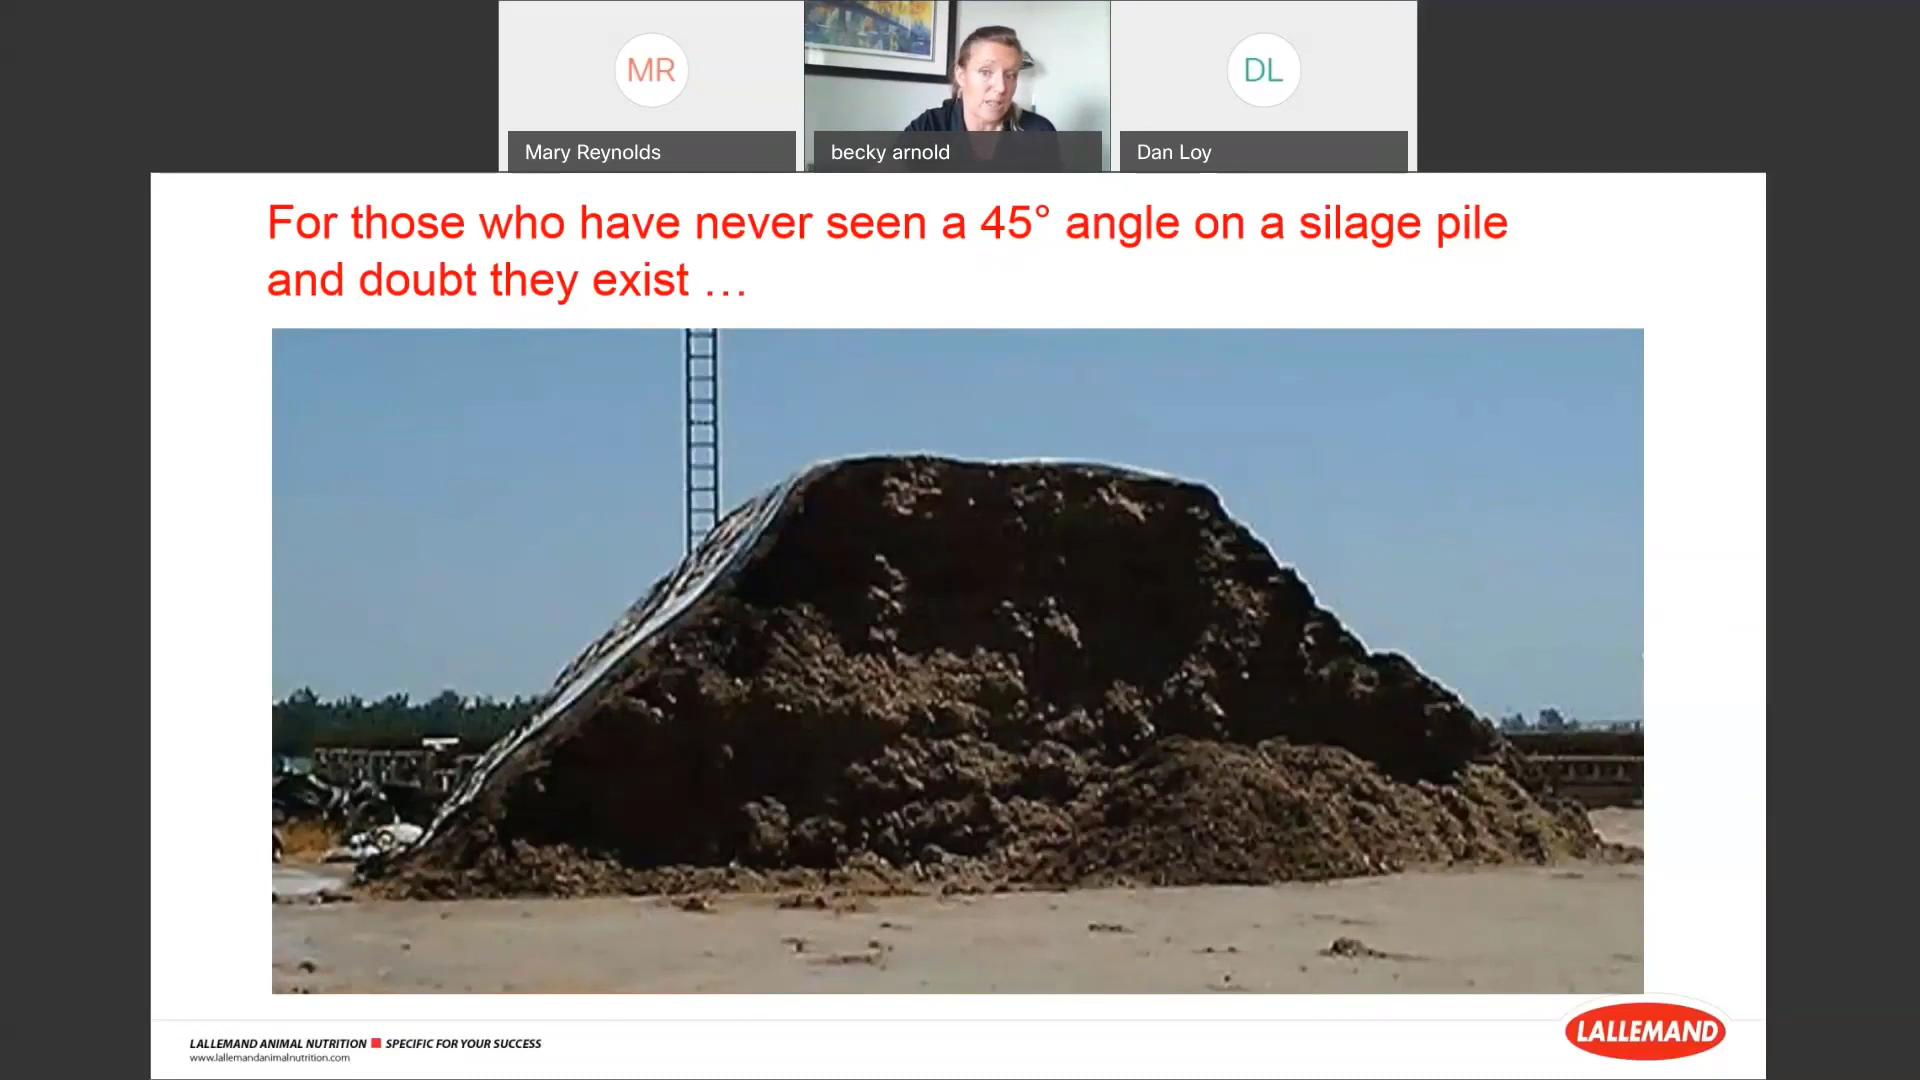 MR
DL
Mary Reynolds
becky arnold
Dan Loy
For those who have never seen a 45° angle on a silage pile
and doubt they exist …
LALLEMAND ANIMAL NUTRITION SPECIFIC FOR YOUR SUCCESS
www.lallemandanimalnutrition.com
LALLEMAND